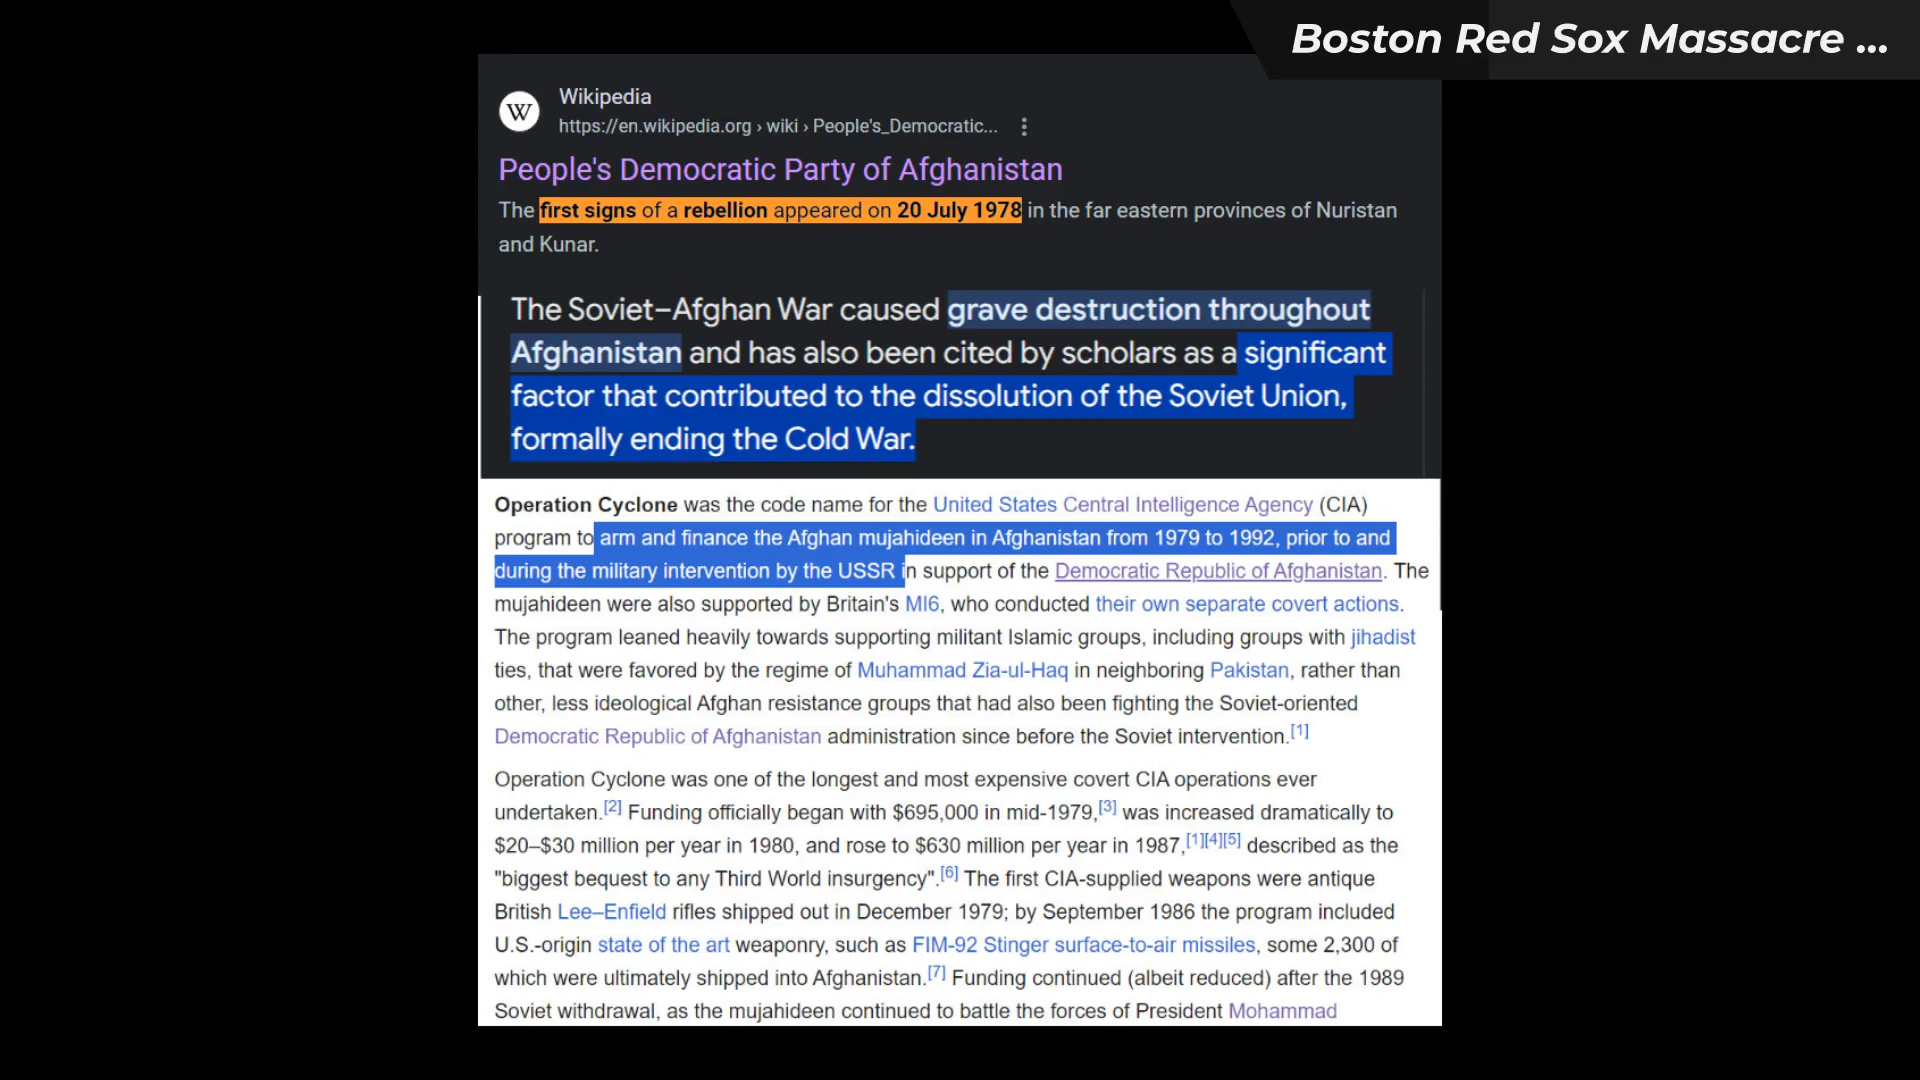 Boston Red Sox Massacre ...
Wikipedia
https://en.wikipedia.org › wiki › People's_Democratic...
People's Democratic Party of Afghanistan
The first signs of a rebellion appeared on 20 July 1978 in the far eastern provinces of Nuristan
and Kunar.
The Soviet–Afghan War caused grave destruction throughout
Afghanistan and has also been cited by scholars as a significant
factor that contributed to the dissolution of the Soviet Union,
formally ending the Cold War.
Operation Cyclone was the code name for the United States Central Intelligence Agency (CIA)
program to arm and finance the Afghan mujahideen in Afghanistan from 1979 to 1992, prior to and
during the military intervention by the USSR in support of the Democratic Republic of Afghanistan. The
mujahideen were also supported by Britain's MI6, who conducted their own separate covert actions.
The program leaned heavily towards supporting militant Islamic groups, including groups with jihadist
ties, that were favored by the regime of Muhammad Zia-ul-Haq in neighboring Pakistan, rather than
other, less ideological Afghan resistance groups that had also been fighting the Soviet-oriented
Democratic Republic of Afghanistan administration since before the Soviet intervention.[1]
Operation Cyclone was one of the longest and most expensive covert CIA operations ever
undertaken.[2] Funding officially began with $695,000 in mid-1979,[3] was increased dramatically to
$20–$30 million per year in 1980, and rose to $630 million per year in 1987,[1][4][5] described as the
"biggest bequest to any Third World insurgency".[6] The first CIA-supplied weapons were antique
British Lee–Enfield rifles shipped out in December 1979; by September 1986 the program included
U.S.-origin state of the art weaponry, such as FIM-92 Stinger surface-to-air missiles, some 2,300 of
which were ultimately shipped into Afghanistan.[7] Funding continued (albeit reduced) after the 1989
Soviet withdrawal, as the mujahideen continued to battle the forces of President Mohammad